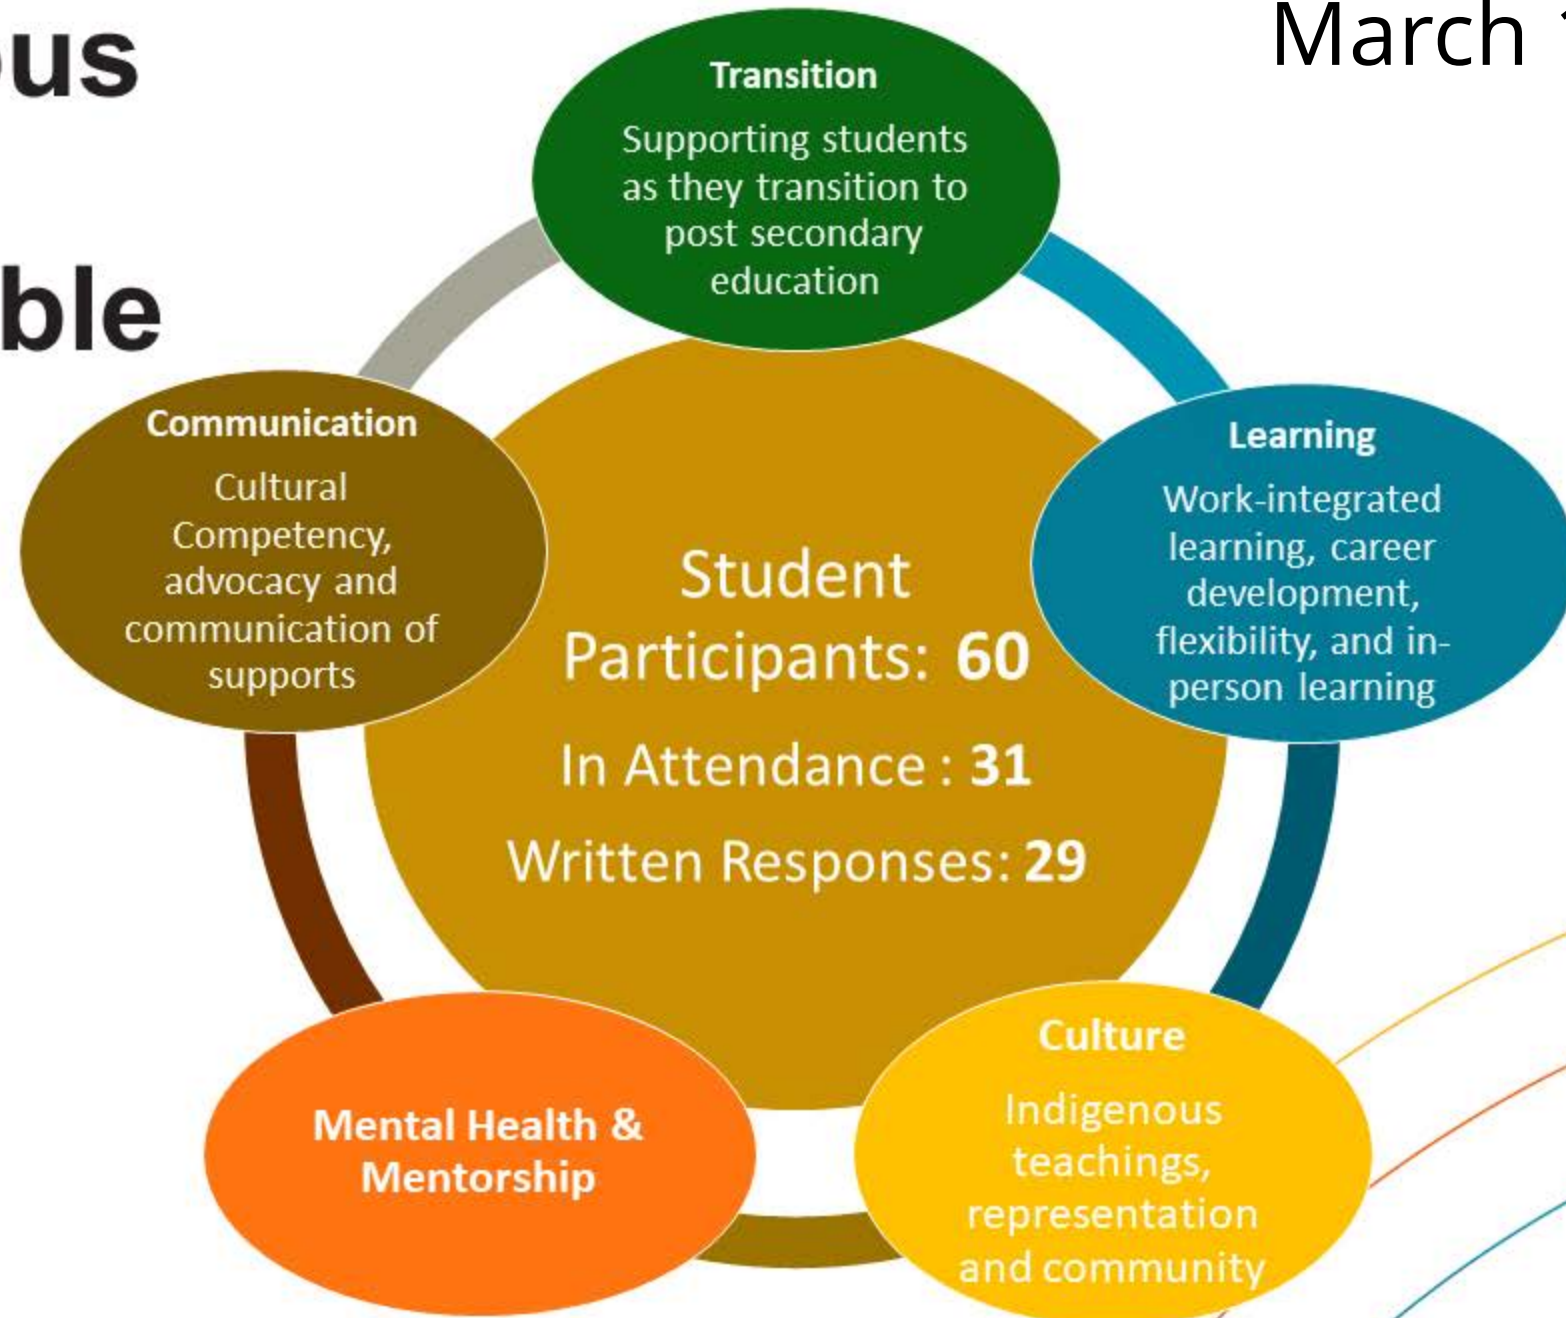 ous
ble
March
Transition
Supporting students
as they transition to
post secondary
education
Communication
Cultural
Competency,
advocacy and
communication of
supports
Learning
Work-integrated
learning, career
development,
flexibility, and in-
person learning
Student
Participants: 60
In Attendance : 31
Written Responses: 29
Mental Health &
Mentorship
Culture
Indigenous
teachings,
representation
and community